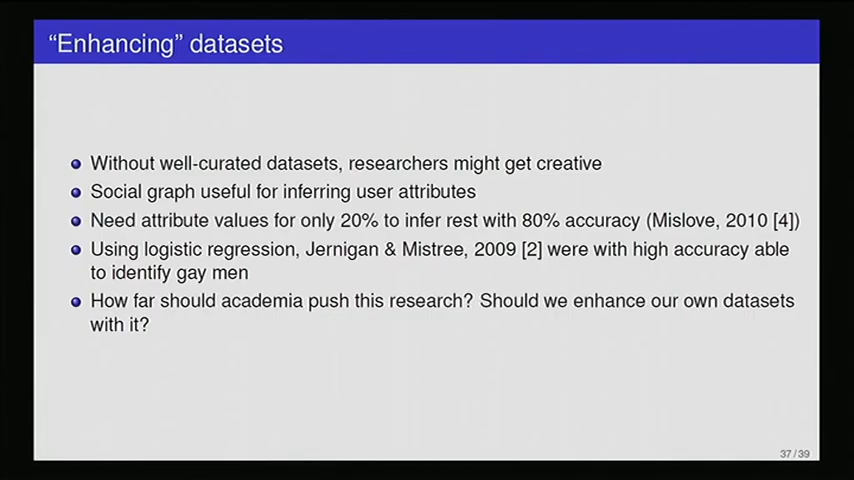 “Enhancing” datasets
Without well-curated datasets, researchers might get creative
Social graph useful for inferring user attributes
Need attribute values for only 20% to infer rest with 80% accuracy (Mislove, 2010 [4])
Using logistic regression, Jernigan & Mistree, 2009 [2] were with high accuracy able
to identify gay men
How far should academia push this research? Should we enhance our own datasets
with it?
37 / 39